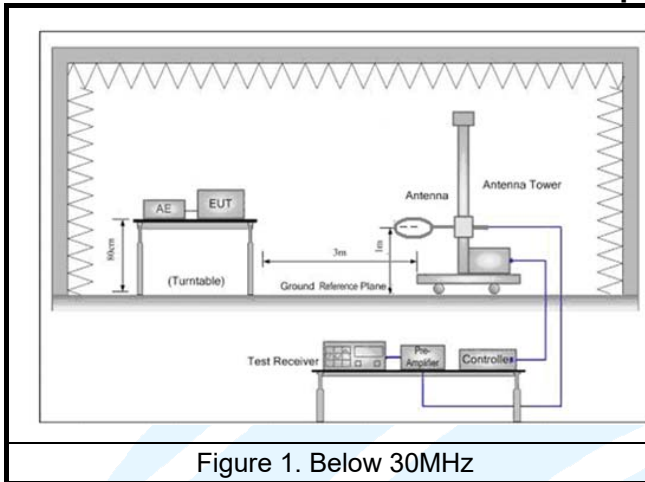 Antenna Tower
Antenna
AE
EUT
80cm
(Turntable)
3m
1m
Ground Reference Plane
Test Receiver
Pre-
Amplifier
Controller
Figure 1. Below 30MHz